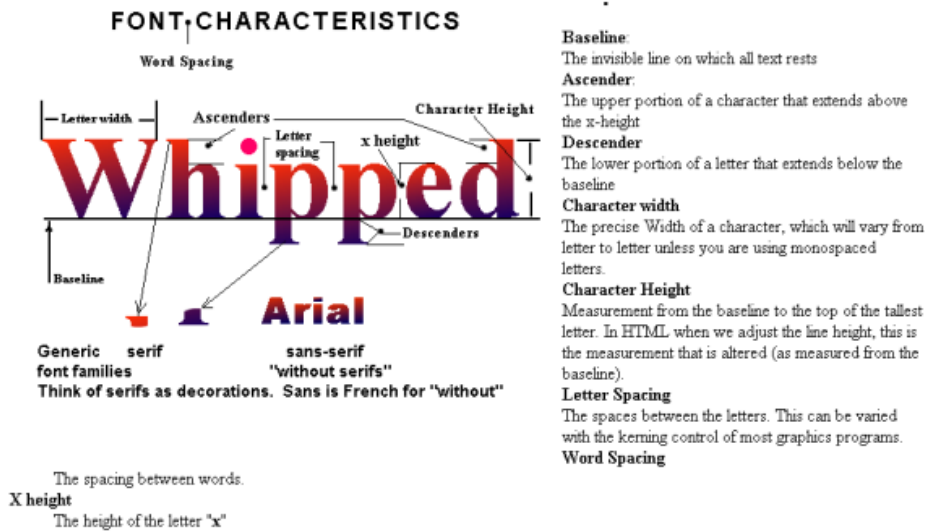 FONT CHARACTERISTICS
Word Spacing
Letter width
Ascenders
Character Height
Letter
spacing
x height
Whipped
Descenders
Baseline
Arial
Generic serif sans-serif
font families "without serifs"
Think of serifs as decorations. Sans is French for "without"
Baseline:
The invisible line on which all text rests
Ascender:
The upper portion of a character that extends above
the x-height
Descender
The lower portion of a letter that extends below the
baseline
Character width
The precise Width of a character, which will vary from
letter to letter unless you are using monospaced
letters.
Character Height
Measurement from the baseline to the top of the tallest
letter. In HTML when we adjust the line height, this is
the measurement that is altered (as measured from the
baseline).
Letter Spacing
The spaces between the letters. This can be varied
with the kerning control of most graphics programs.
Word Spacing
The spacing between words.
X height
The height of the letter "x"